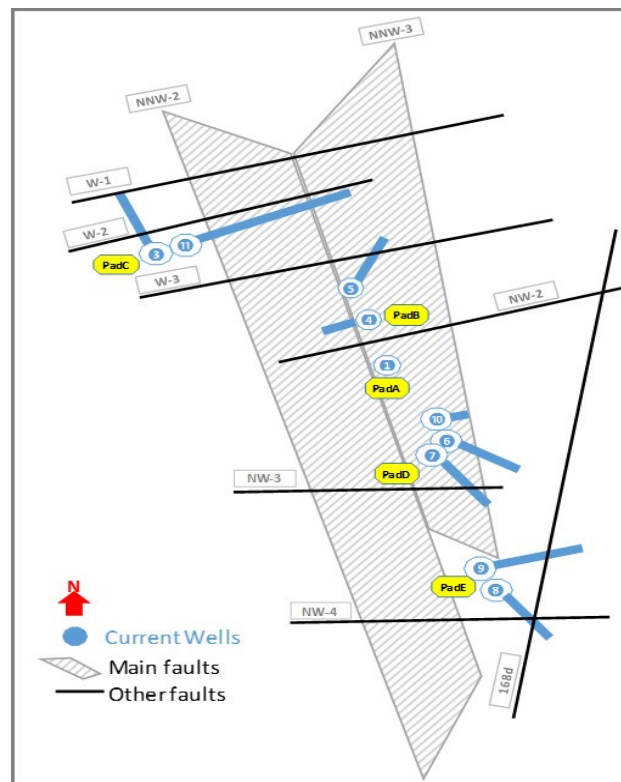 NNW-3
NNW-2
W-1
W-2
11
3
PadC
W-3
5
NW-2
4
PadB
1
PadA
10
6
7
PadD
NW-3
9
PadE
8
N
NW-4
Current Wells
168d
Main faults
Other faults